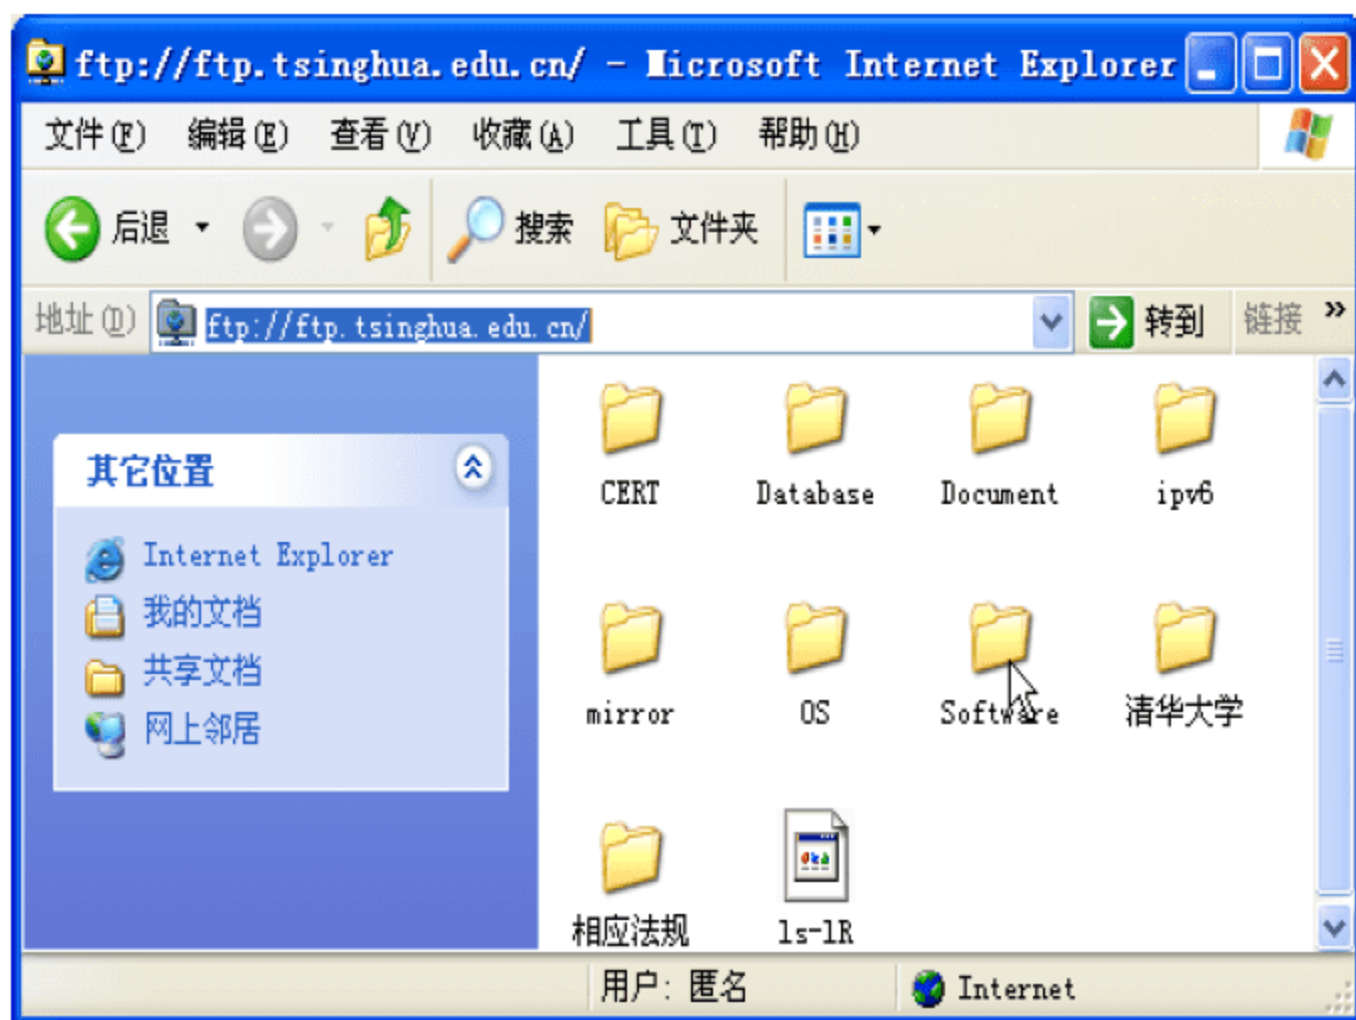 ftp://ftp.tsinghua.edu.cn/ - Microsoft Internet Explorer
文件(F) 编辑(E) 查看(V) 收藏(A) 工具(T) 帮助(H)
后退 搜索 文件夹
地址(D) ftp://ftp.tsinghua.edu.cn/ 转到 链接 »
其它位置
Internet Explorer
我的文档
共享文档
网上邻居
CERT Database Document ipv6
mirror OS Software 清华大学
相应法规 ls-lR
用户: 匿名 Internet